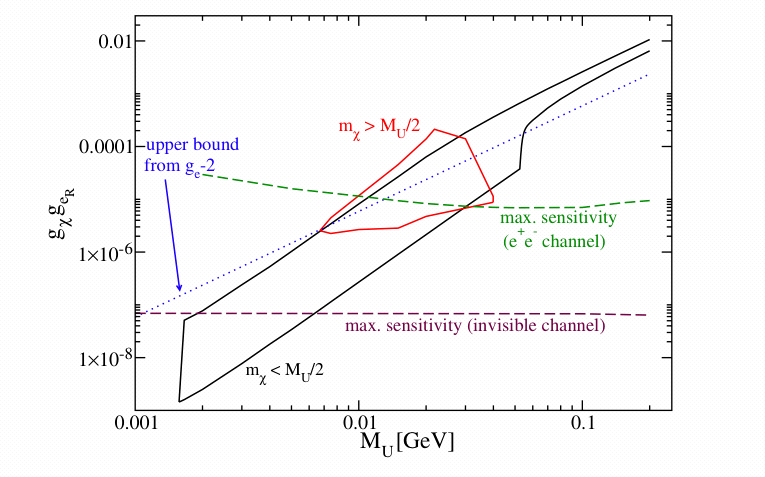 0.01
m_χ > M_U/2
0.0001
upper bound
from g_e-2
g_χ g_e_R
max. sensitivity
(e⁺e⁻ channel)
1×10⁻⁶
max. sensitivity (invisible channel)
1×10⁻⁸
m_χ < M_U/2
0.001
0.01
0.1
M_U [GeV]